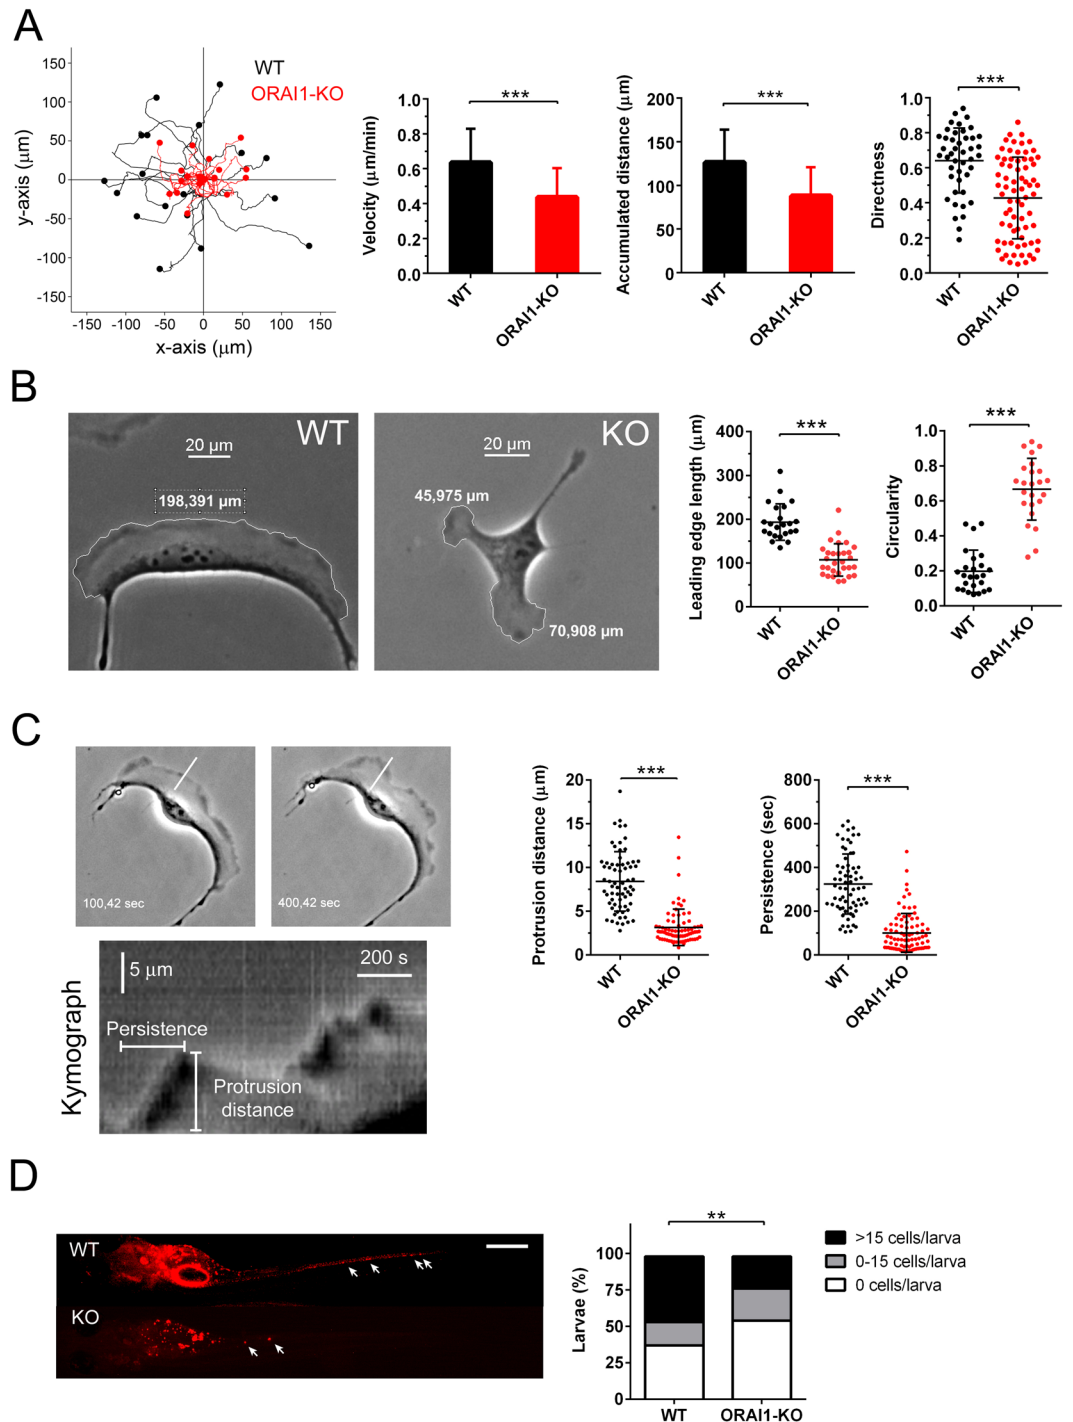 A
WT
ORAI1-KO
y-axis (μm)
150
100
50
0
-50
-100
-150
-150 -100 -50 0 50 100 150
x-axis (μm)
Velocity (μm/min)
1.0
0.8
0.6
0.4
0.2
0.0
***
WT
ORAI1-KO
Accumulated distance (μm)
200
150
100
50
0
***
WT
ORAI1-KO
Directness
1.0
0.8
0.6
0.4
0.2
0.0
***
WT
ORAI1-KO
B
WT
20 μm
198,391 μm
KO
20 μm
45,975 μm
70,908 μm
Leading edge length (μm)
400
300
200
100
0
***
WT
ORAI1-KO
Circularity
1.0
0.8
0.6
0.4
0.2
0.0
***
WT
ORAI1-KO
C
100,42 sec
400,42 sec
Kymograph
5 μm
200 s
Persistence
Protrusion
distance
Protrusion distance (μm)
20
15
10
5
0
***
WT
ORAI1-KO
Persistence (sec)
800
600
400
200
0
***
WT
ORAI1-KO
D
WT
KO
Larvae (%)
100
75
50
25
0
**
WT
ORAI1-KO
>15 cells/larva
0-15 cells/larva
0 cells/larva